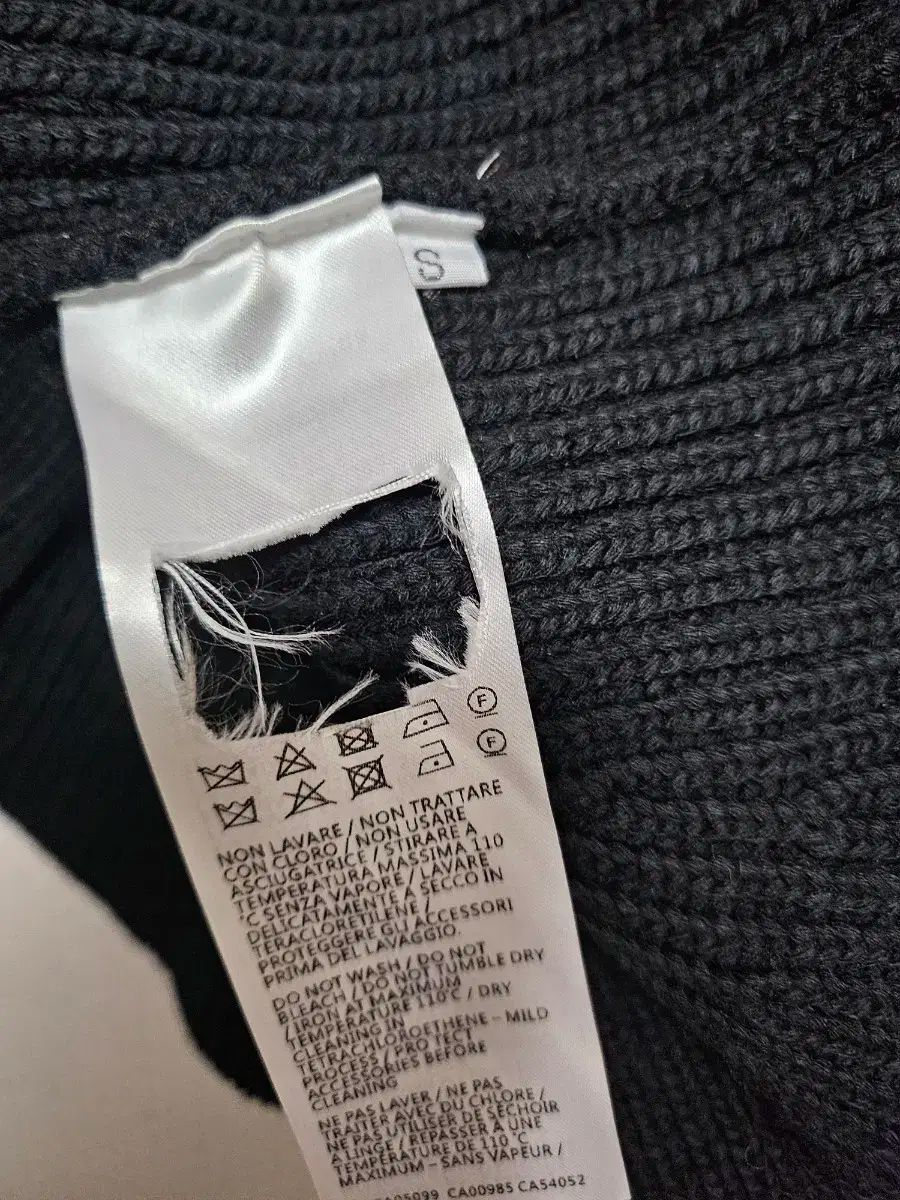 S
F
F
NON LAVARE / NON TRATTARE
CON CLORO / NON USARE
ASCIUGATRICE / STIRARE A
TEMPERATURA MASSIMA 110
°C SENZA VAPORE / LAVARE
DELICATAMENTE A SECCO IN
TERACLORETILENE /
PROTEGGERE GLI ACCESSORI
PRIMA DEL LAVAGGIO.
DO NOT WASH / DO NOT
BLEACH / DO NOT TUMBLE DRY
/ IRON AT MAXIMUM
TEMPERATURE 110°C / DRY
CLEANING IN
TETRACHLOROETHENE – MILD
PROCESS / PROTECT
ACCESSORIES BEFORE
CLEANING
NE PAS LAVER / NE PAS
TRAITER AVEC DU CHLORE /
NE PAS UTILISER DE SECHOIR
A LINGE / REPASSER A UNE
TEMPÉRATURE DE 110 °C
MAXIMUM – SANS VAPEUR /
CA05099 CA00985 CA54052